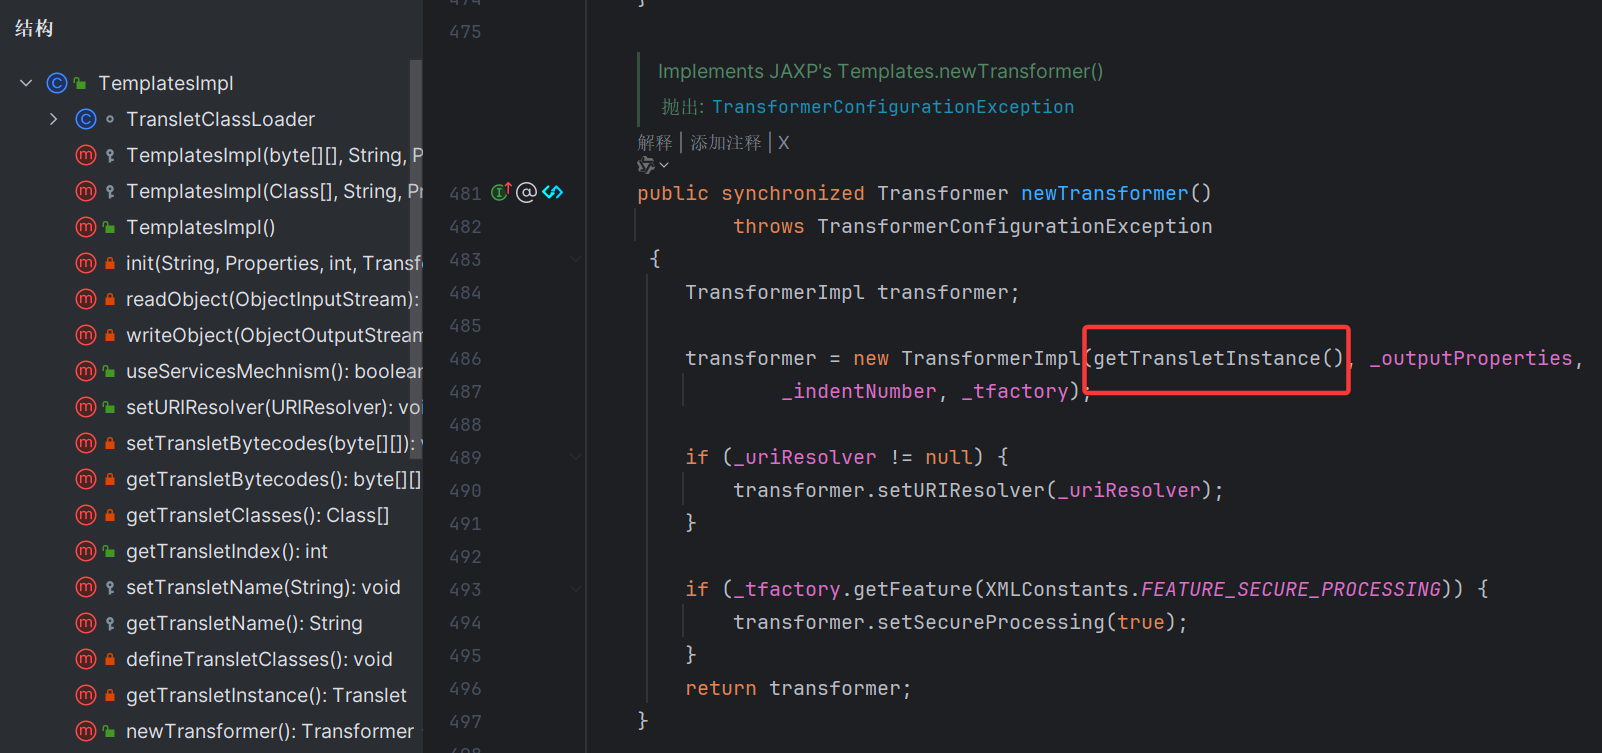 结构
TemplatesImpl
TransletClassLoader
TemplatesImpl(byte[][], String, P
TemplatesImpl(Class[], String, Pr
TemplatesImpl()
init(String, Properties, int, Transf
readObject(ObjectInputStream):
writeObject(ObjectOutputStream
useServicesMechnism(): boolean
setURIResolver(URIResolver): voi
setTransletBytecodes(byte[][]): v
getTransletBytecodes(): byte[][]
getTransletClasses(): Class[]
getTransletIndex(): int
setTransletName(String): void
getTransletName(): String
defineTransletClasses(): void
getTransletInstance(): Translet
newTransformer(): Transformer
474 }
475
Implements JAXP's Templates.newTransformer()
抛出: TransformerConfigurationException
解释 | 添加注释 | X
481 public synchronized Transformer newTransformer()
482 throws TransformerConfigurationException
483 {
484 TransformerImpl transformer;
485
486 transformer = new TransformerImpl(getTransletInstance(), _outputProperties,
487 _indentNumber, _tfactory);
488
489 if (_uriResolver != null) {
490 transformer.setURIResolver(_uriResolver);
491 }
492
493 if (_tfactory.getFeature(XMLConstants.FEATURE_SECURE_PROCESSING)) {
494 transformer.setSecureProcessing(true);
495 }
496 return transformer;
497 }
498